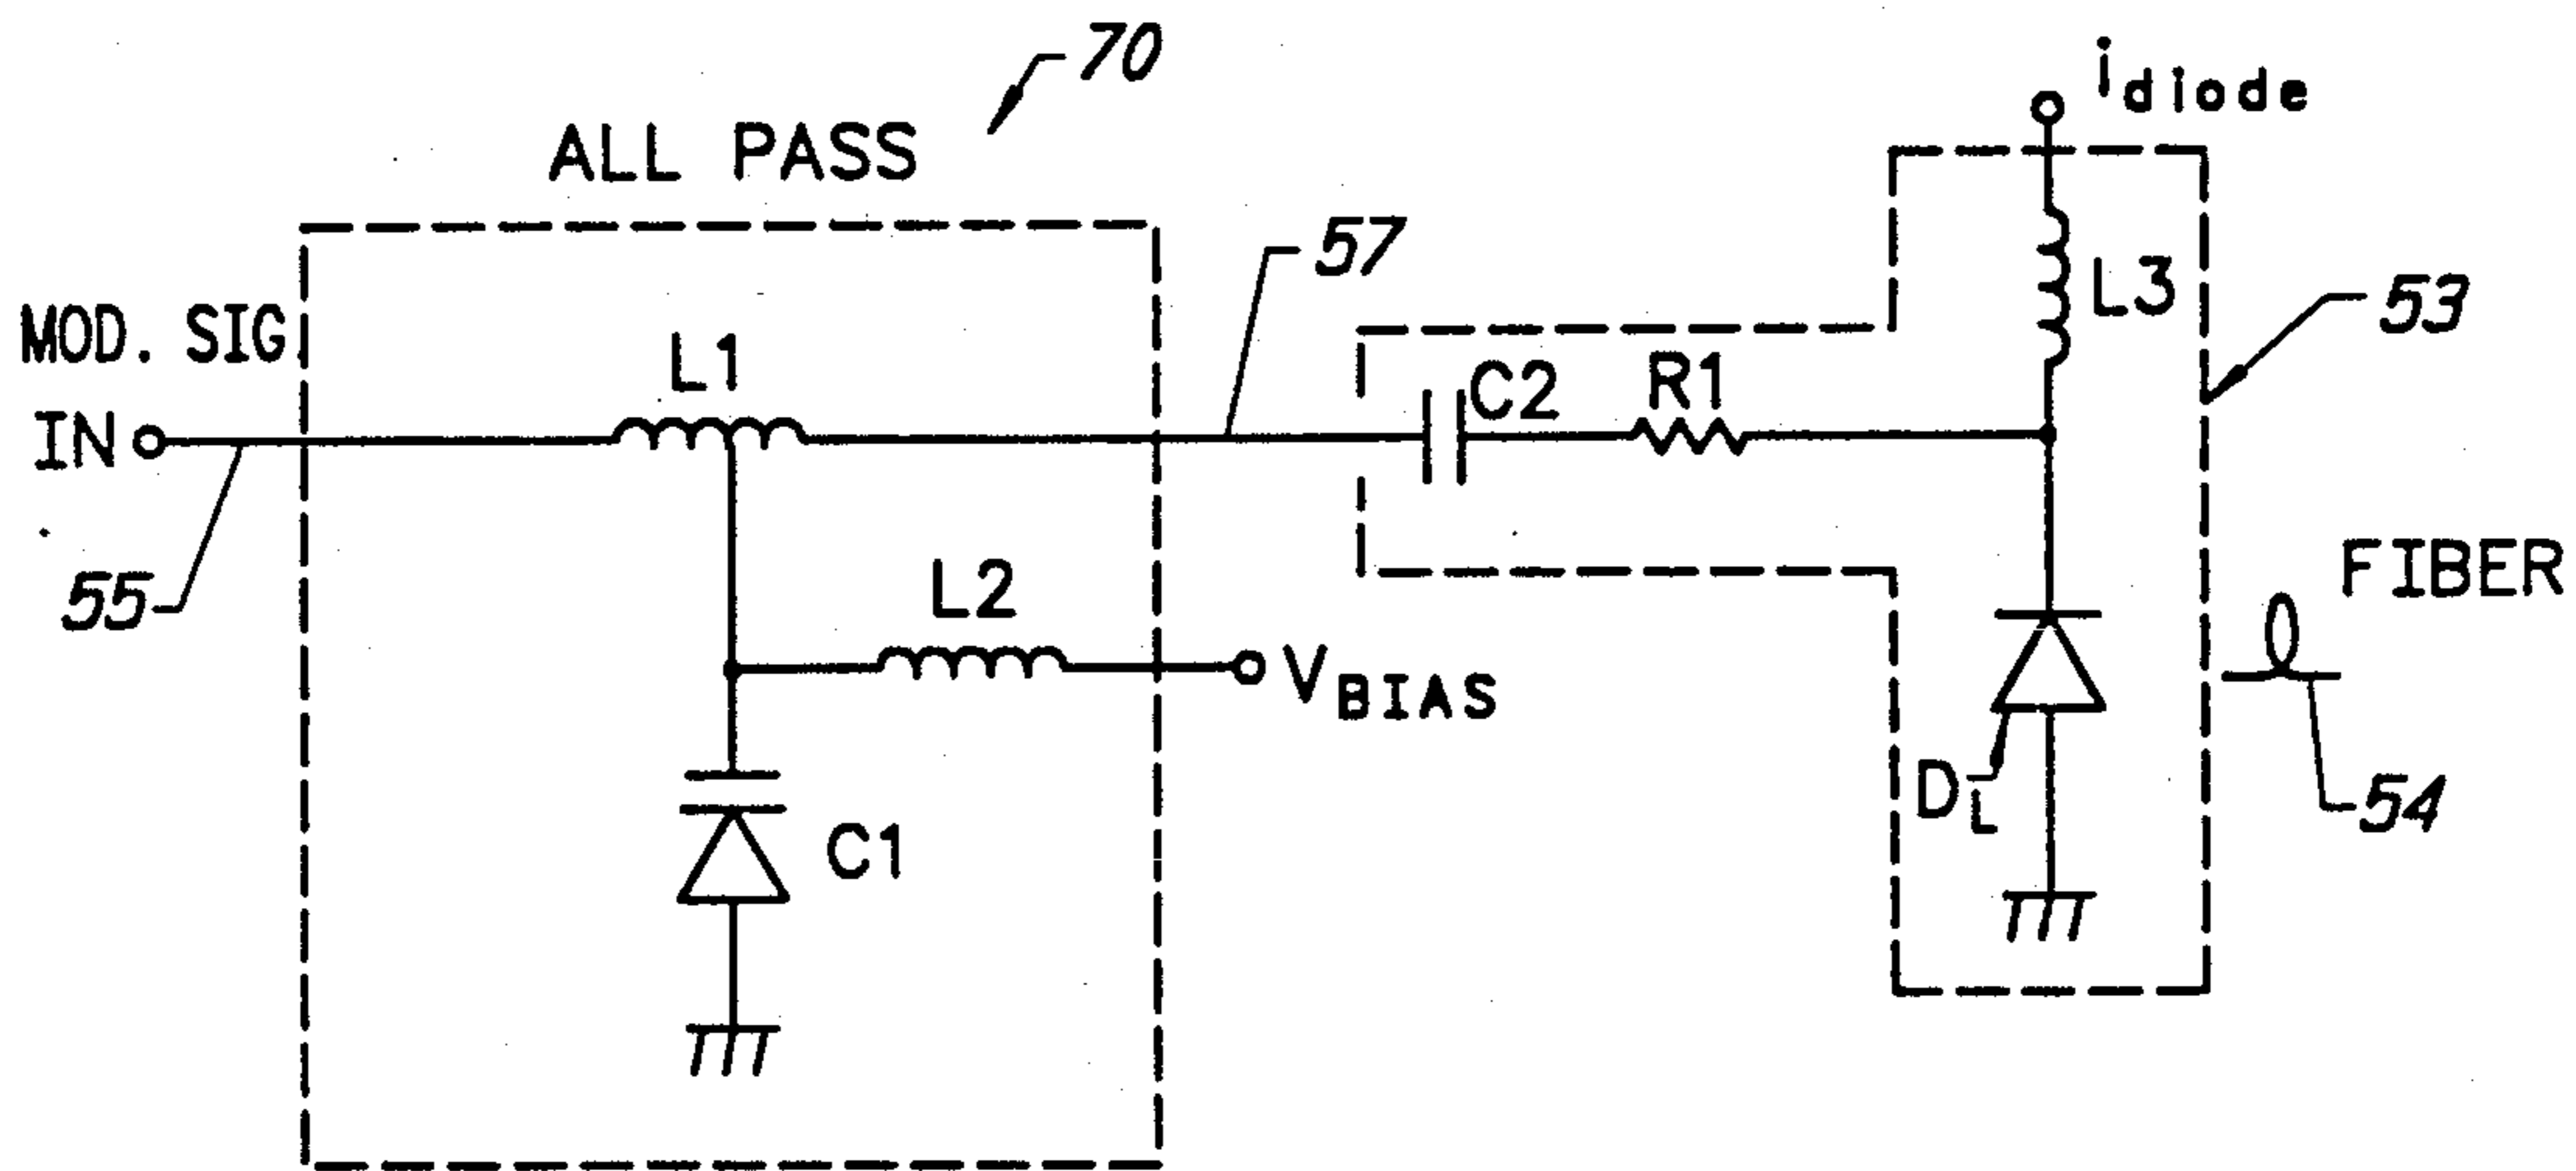 70
ALL PASS
i diode
57
L3
53
MOD. SIG.
IN
L1
C2
R1
55
L2
FIBER
V BIAS
C1
DL
54